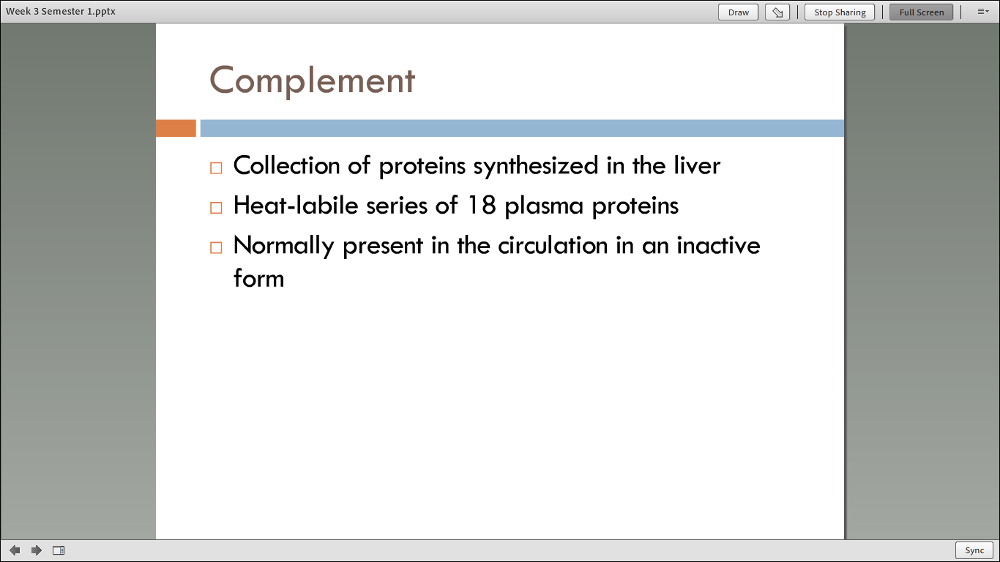 Week 3 Semester 1.pptx
Draw
Stop Sharing
Full Screen
Complement
Collection of proteins synthesized in the liver
Heat-labile series of 18 plasma proteins
Normally present in the circulation in an inactive
form
Sync